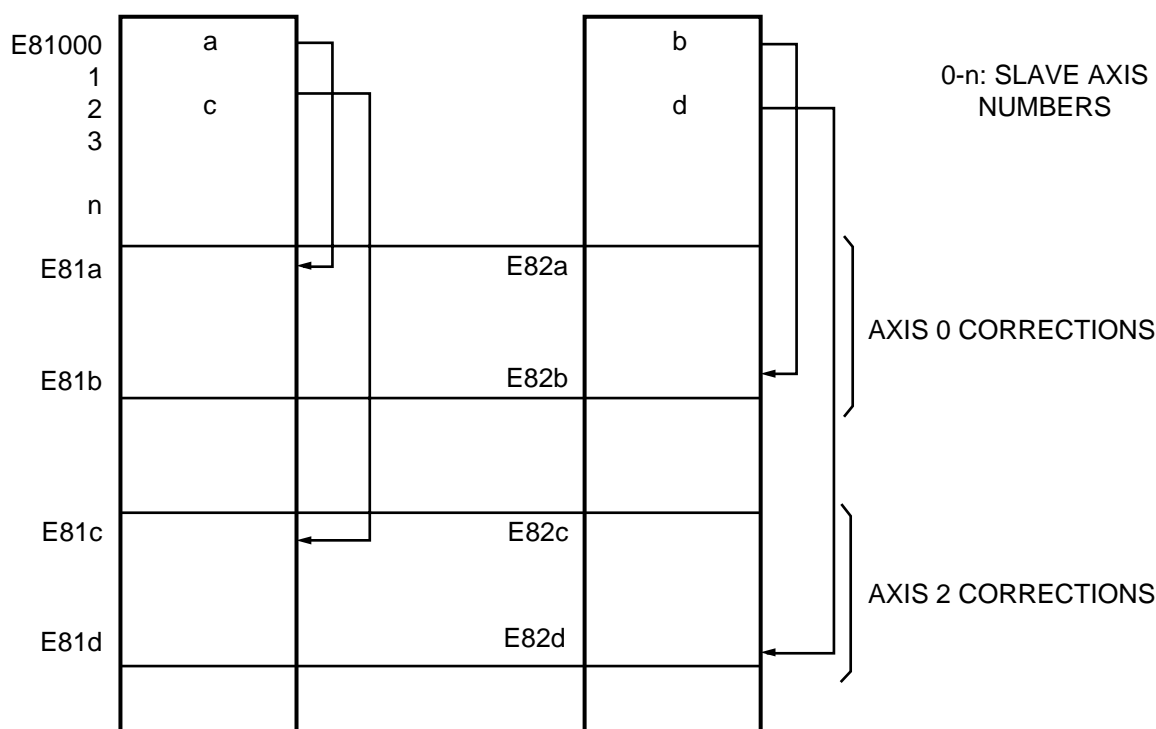 E81000
a
b
1
0-n: SLAVE AXIS
NUMBERS
2
c
d
3
n
E81a
E82a
AXIS 0 CORRECTIONS
E81b
E82b
E81c
E82c
AXIS 2 CORRECTIONS
E81d
E82d